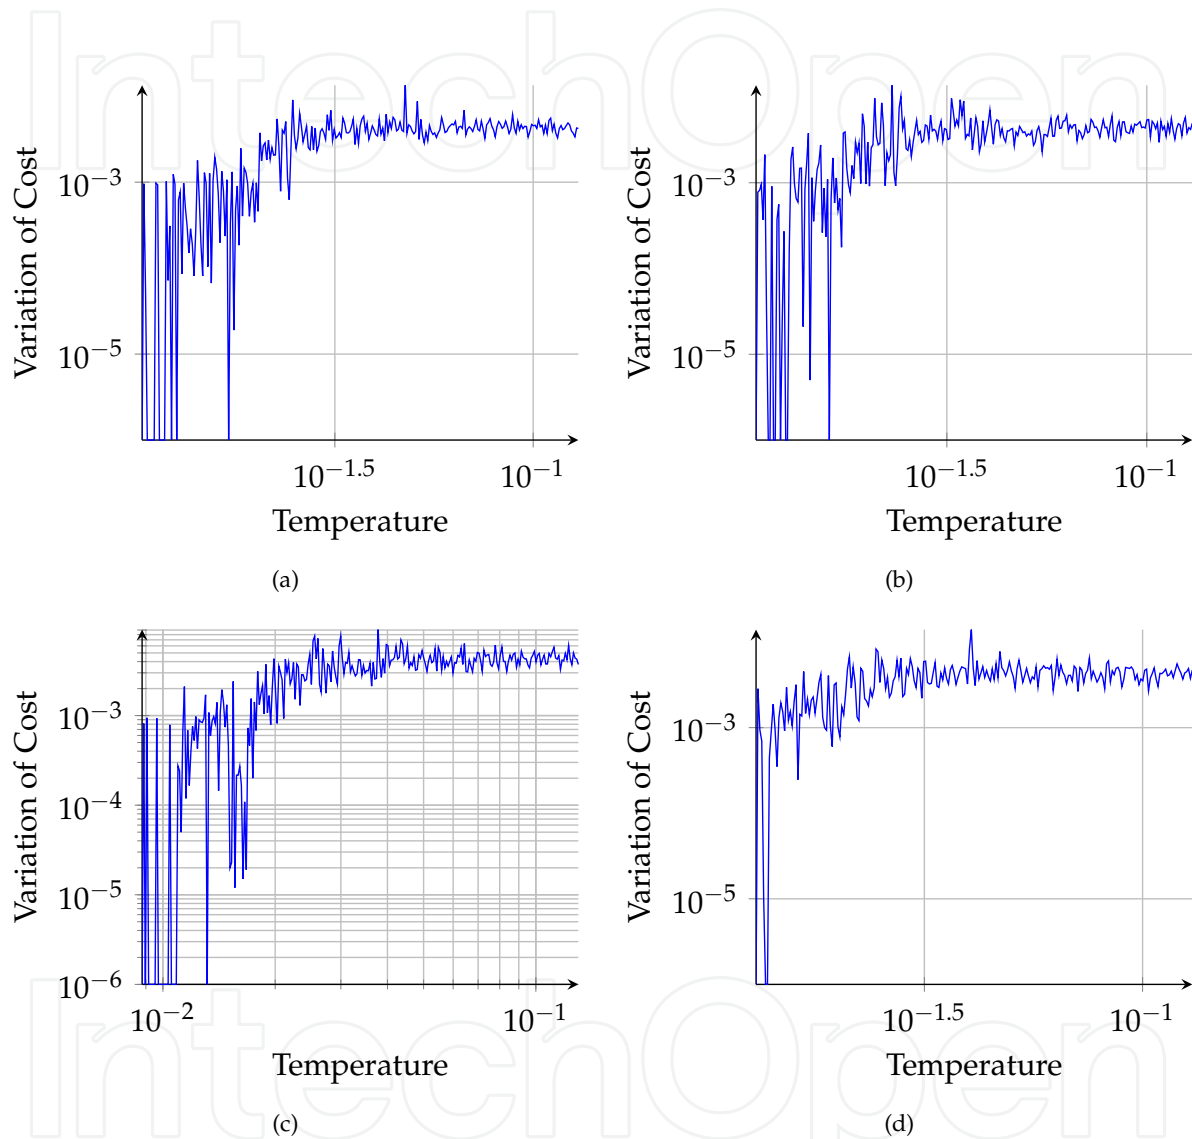 IntechOpen
Variation of Cost
10^{-3}
10^{-5}
10^{-1.5} 10^{-1}
Temperature
(a)
Variation of Cost
10^{-3}
10^{-5}
10^{-1.5} 10^{-1}
Temperature
(b)
Variation of Cost
10^{-3}
10^{-4}
10^{-5}
10^{-6}
10^{-2} 10^{-1}
Temperature
(c)
Variation of Cost
10^{-3}
10^{-5}
10^{-1.5} 10^{-1}
Temperature
(d)
IntechOpen